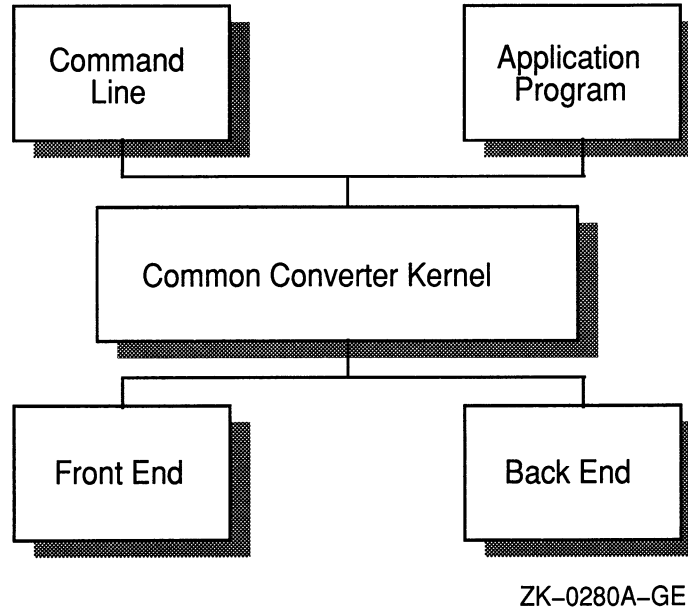 Command
Line
Application
Program
Common Converter Kernel
Front End
Back End
ZK–0280A–GE